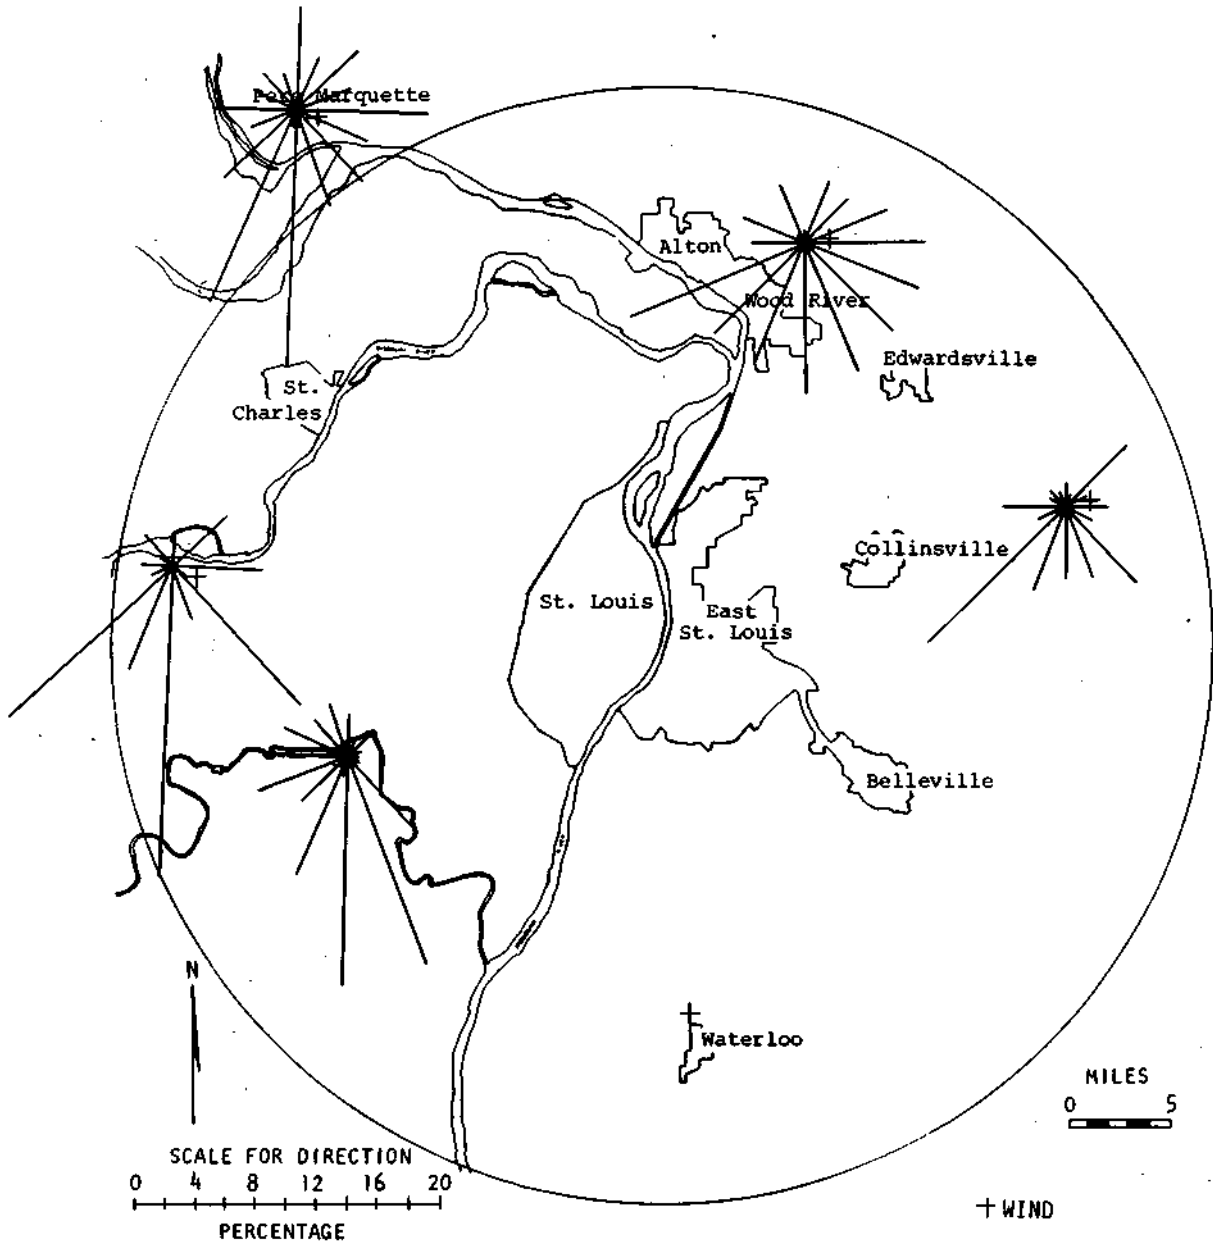 Pere Marquette
Alton
Wood River
Edwardsville
St.
Charles
Collinsville
St. Louis
East
St. Louis
Belleville
N
Waterloo
MILES
0 5
SCALE FOR DIRECTION
0 4 8 12 16 20
PERCENTAGE
+ WIND